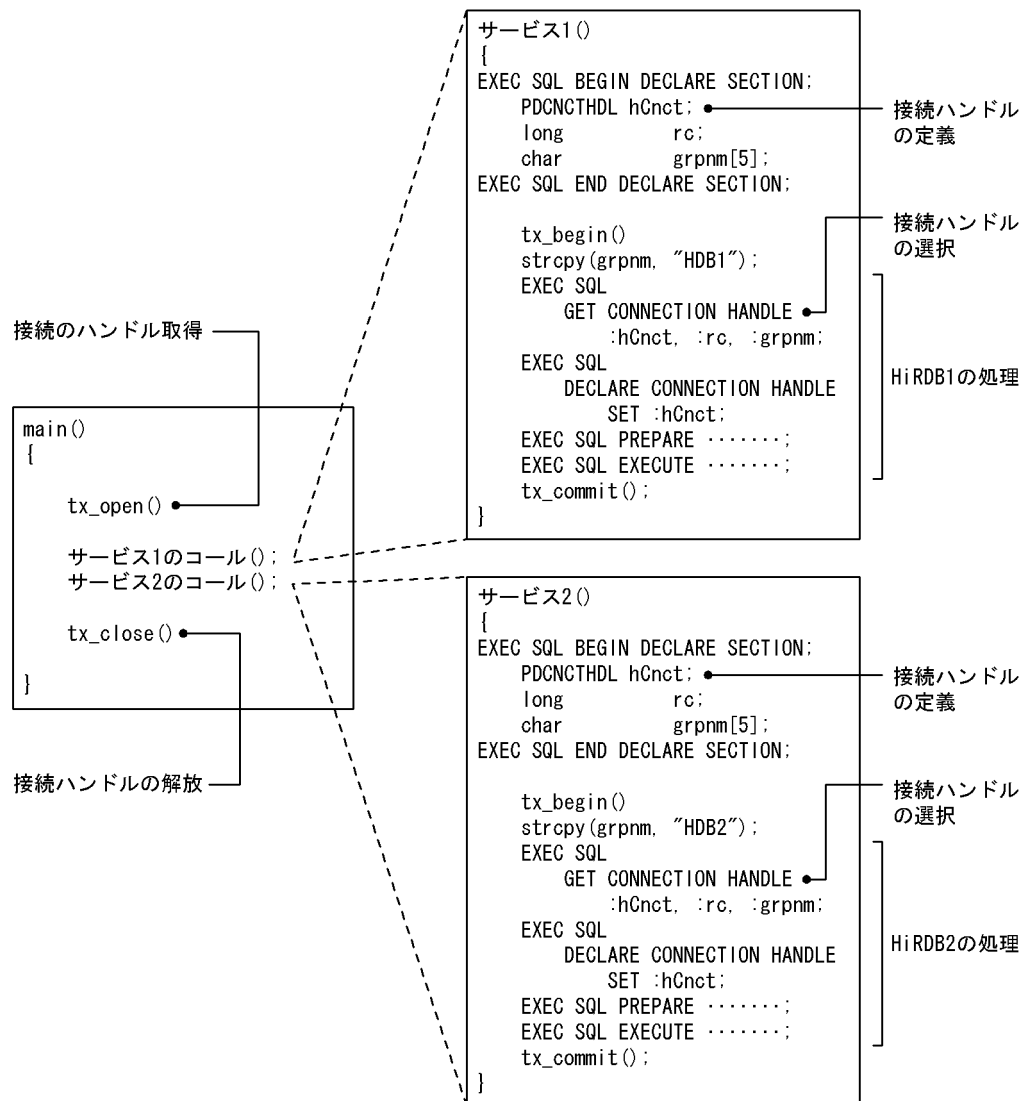 サービス1()
{
EXEC SQL BEGIN DECLARE SECTION;
PDCNCTHDL hCnct;
long rc;
char grpnm[5];
EXEC SQL END DECLARE SECTION;
tx_begin()
strcpy(grpnm, "HDB1");
EXEC SQL
GET CONNECTION HANDLE
:hCnct, :rc, :grpnm;
EXEC SQL
DECLARE CONNECTION HANDLE
SET :hCnct;
EXEC SQL PREPARE ·······;
EXEC SQL EXECUTE ·······;
tx_commit();
}
接続ハンドル
の定義
接続ハンドル
の選択
HiRDB1の処理
接続のハンドル取得
main()
{
tx_open()
サービス1のコール();
サービス2のコール();
tx_close()
}
接続ハンドルの解放
サービス2()
{
EXEC SQL BEGIN DECLARE SECTION;
PDCNCTHDL hCnct;
long rc;
char grpnm[5];
EXEC SQL END DECLARE SECTION;
tx_begin()
strcpy(grpnm, "HDB2");
EXEC SQL
GET CONNECTION HANDLE
:hCnct, :rc, :grpnm;
EXEC SQL
DECLARE CONNECTION HANDLE
SET :hCnct;
EXEC SQL PREPARE ·······;
EXEC SQL EXECUTE ·······;
tx_commit();
}
接続ハンドル
の定義
接続ハンドル
の選択
HiRDB2の処理